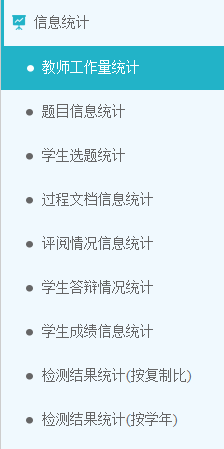 信息统计
教师工作量统计
题目信息统计
学生选题统计
过程文档信息统计
评阅情况信息统计
学生答辩情况统计
学生成绩信息统计
检测结果统计(按复制比)
检测结果统计(按学年)